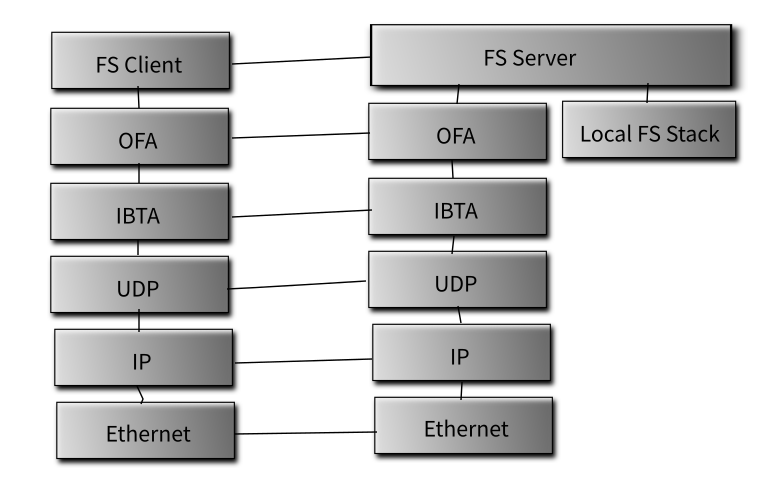 FS Client
FS Server
OFA
OFA
Local FS Stack
IBTA
IBTA
UDP
UDP
IP
IP
Ethernet
Ethernet